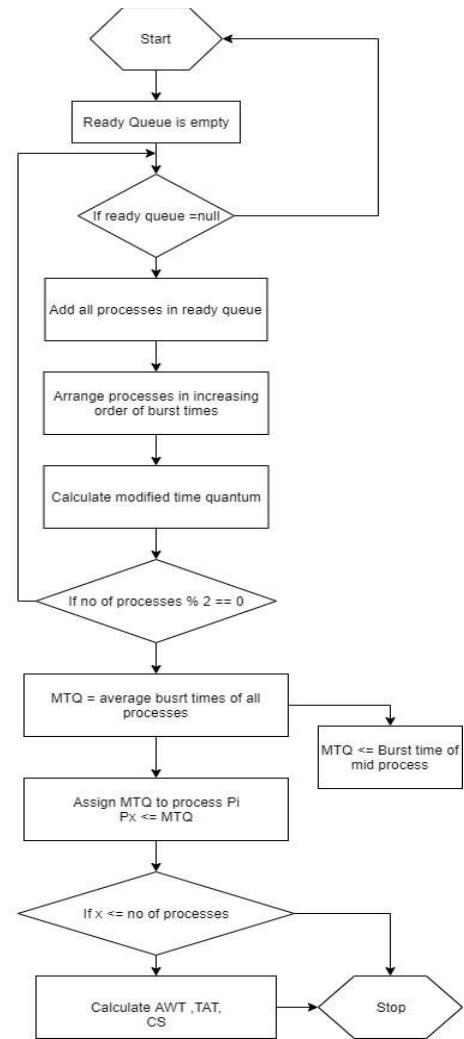 Start
Ready Queue is empty
If ready queue =null
Add all processes in ready queue
Arrange processes in increasing
order of burst times
Calculate modified time quantum
If no of processes % 2 == 0
MTQ = average busrt times of all
processes
MTQ <= Burst time of
mid process
Assign MTQ to process Pi
Px <= MTQ
If x <= no of processes
Calculate AWT ,TAT,
CS
Stop